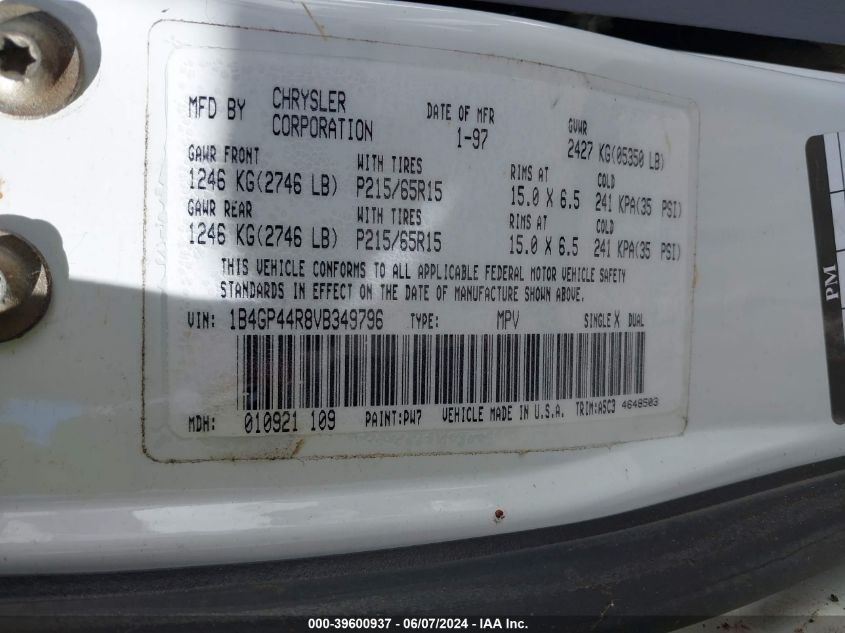 MFD BY CHRYSLER CORPORATION DATE OF MFR 1-97 GVWR 2427 KG(05350 LB)
GAWR FRONT WITH TIRES RIMS AT COLD
1246 KG(2746 LB) P215/65R15 15.0 X 6.5 241 KPA(35 PSI)
GAWR REAR WITH TIRES RIMS AT COLD
1246 KG(2746 LB) P215/65R15 15.0 X 6.5 241 KPA(35 PSI)
THIS VEHICLE CONFORMS TO ALL APPLICABLE FEDERAL MOTOR VEHICLE SAFETY
STANDARDS IN EFFECT ON THE DATE OF MANUFACTURE SHOWN ABOVE.
VIN: 1B4GP44R8VB349796 TYPE: MPV SINGLE X DUAL
MDH: 010921 109 PAINT:PW7 VEHICLE MADE IN U.S.A. TRIM:ASC3 4648503
PM
000-39600937 - 06/07/2024 - IAA Inc.